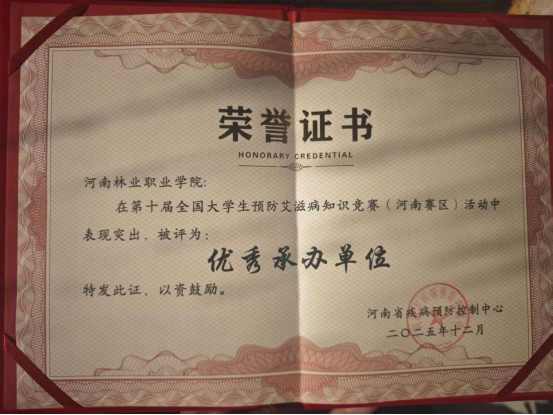 荣誉证书
HONORARY CREDENTIAL
河南林业职业学院:
在第十届全国大学生预防艾滋病知识竞赛(河南赛区)活动中
表现突出，被评为:
优秀承办单位
特发此证，以资鼓励。
河南省疾病预防控制中心
二〇二五年十二月